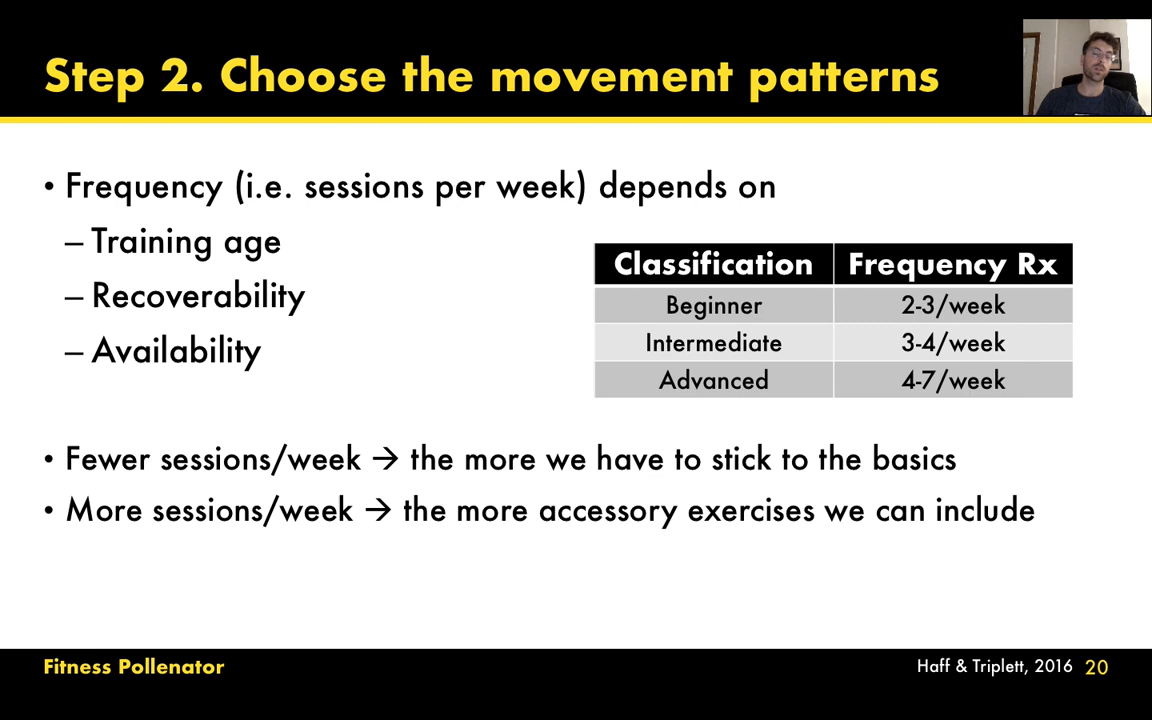 Step 2. Choose the movement patterns
• Frequency (i.e. sessions per week) depends on
– Training age
– Recoverability
– Availability
Classification Frequency Rx
Beginner 2-3/week
Intermediate 3-4/week
Advanced 4-7/week
• Fewer sessions/week → the more we have to stick to the basics
• More sessions/week → the more accessory exercises we can include
Fitness Pollenator
Haff & Triplett, 2016 20